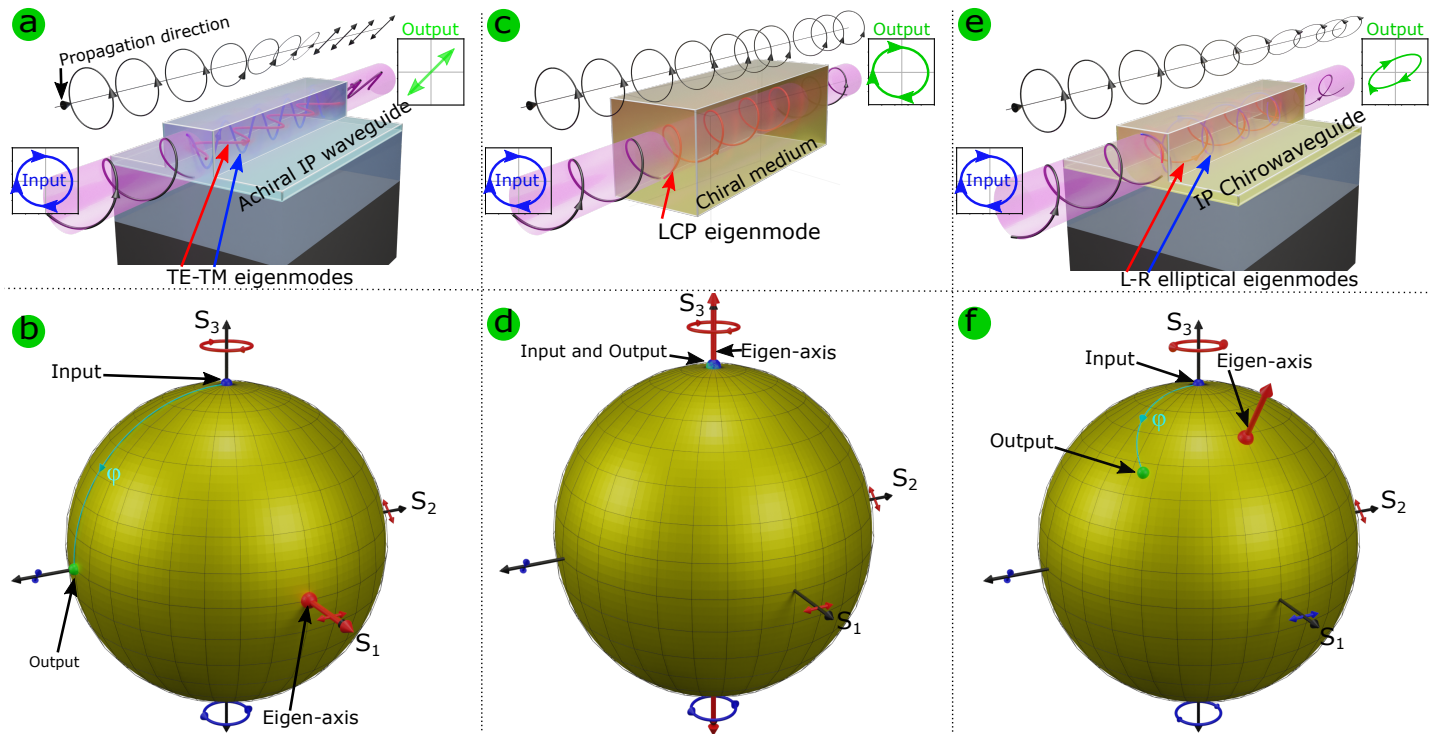 a
Propagation direction
Output
Input
Achiral IP waveguide
TE-TM eigenmodes
c
Output
Input
Chiral medium
LCP eigenmode
e
Output
Input
IP Chirowaveguide
L-R elliptical eigenmodes
b
S3
Input
φ
S2
S1
Output
Eigen-axis
d
S3
Input and Output
Eigen-axis
S2
S1
f
S3
Input
Eigen-axis
φ
Output
S2
S1